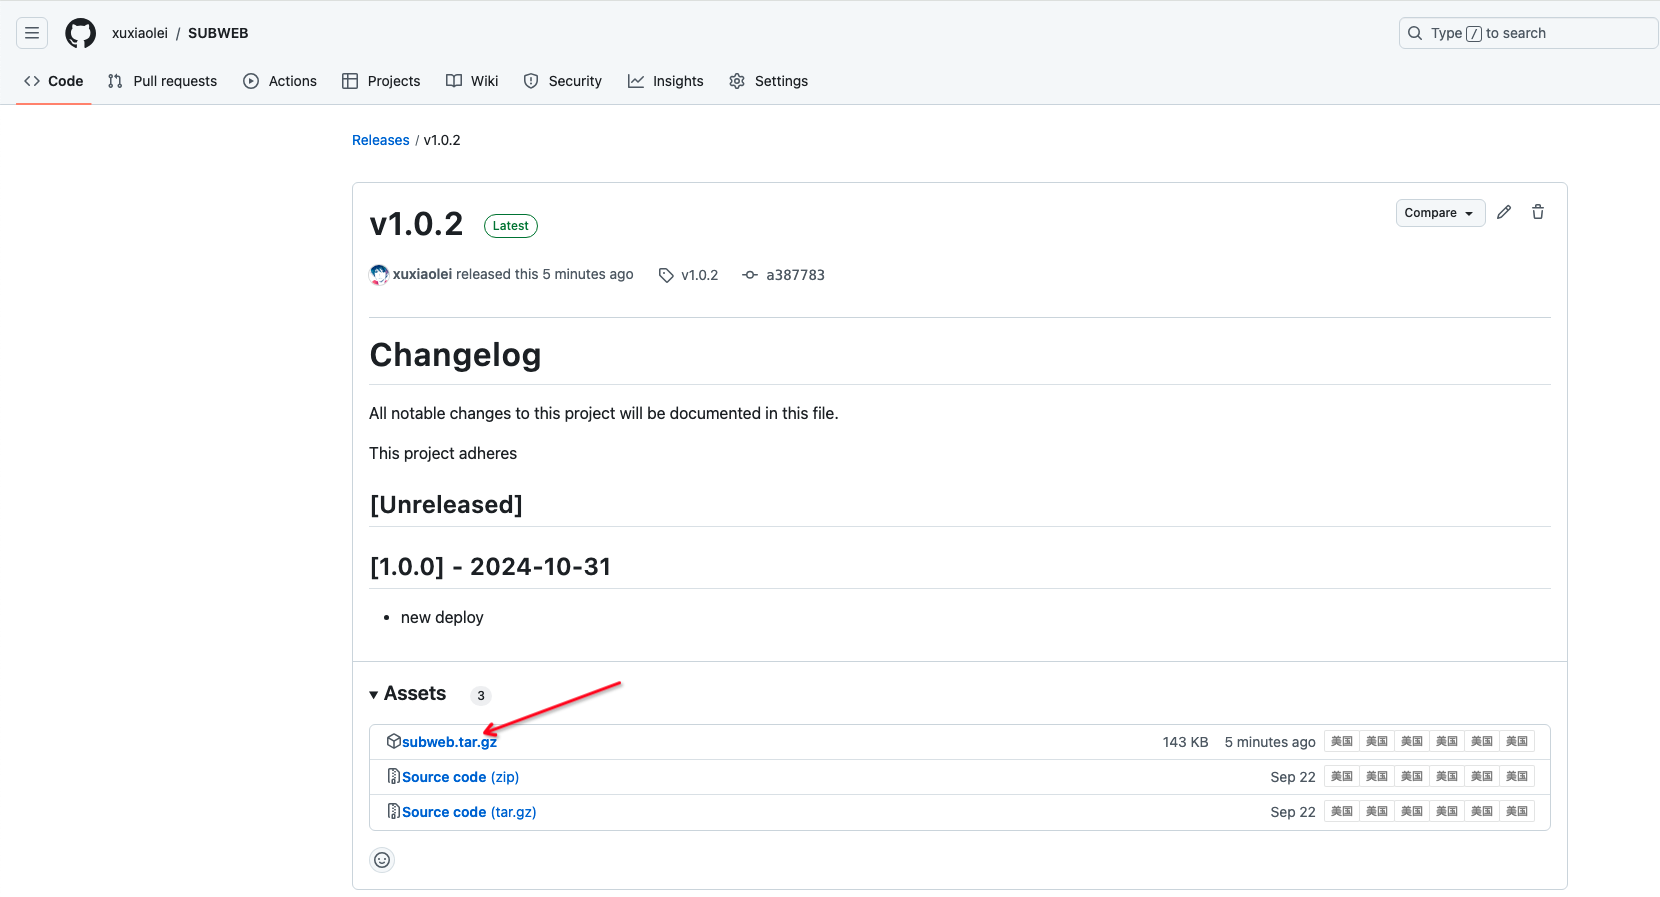 xuxiaolei / SUBWEB
Type / to search
Code Pull requests Actions Projects Wiki Security Insights Settings
Releases / v1.0.2
v1.0.2 Latest
Compare
xuxiaolei released this 5 minutes ago v1.0.2 a387783
Changelog
All notable changes to this project will be documented in this file.
This project adheres
[Unreleased]
[1.0.0] - 2024-10-31
• new deploy
Assets 3
subweb.tar.gz 143 KB 5 minutes ago 美国 美国 美国 美国 美国 美国
Source code (zip) Sep 22 美国 美国 美国 美国 美国 美国
Source code (tar.gz) Sep 22 美国 美国 美国 美国 美国 美国